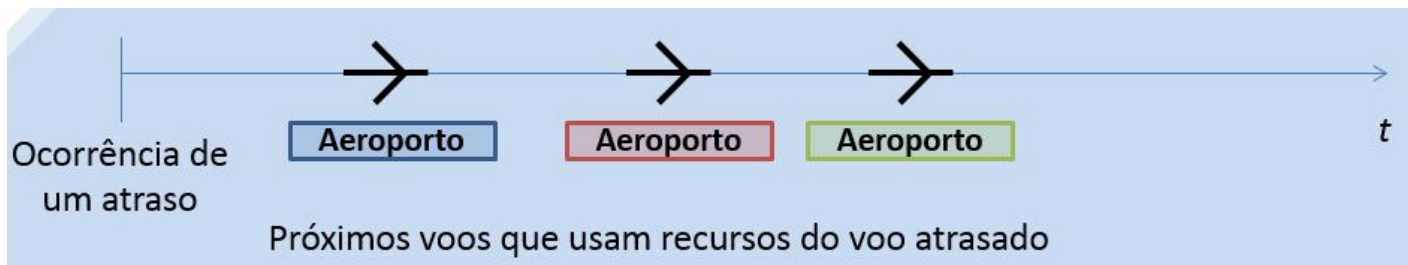 Aeroporto
Aeroporto
Aeroporto
t
Ocorrência de
um atraso
Próximos voos que usam recursos do voo atrasado